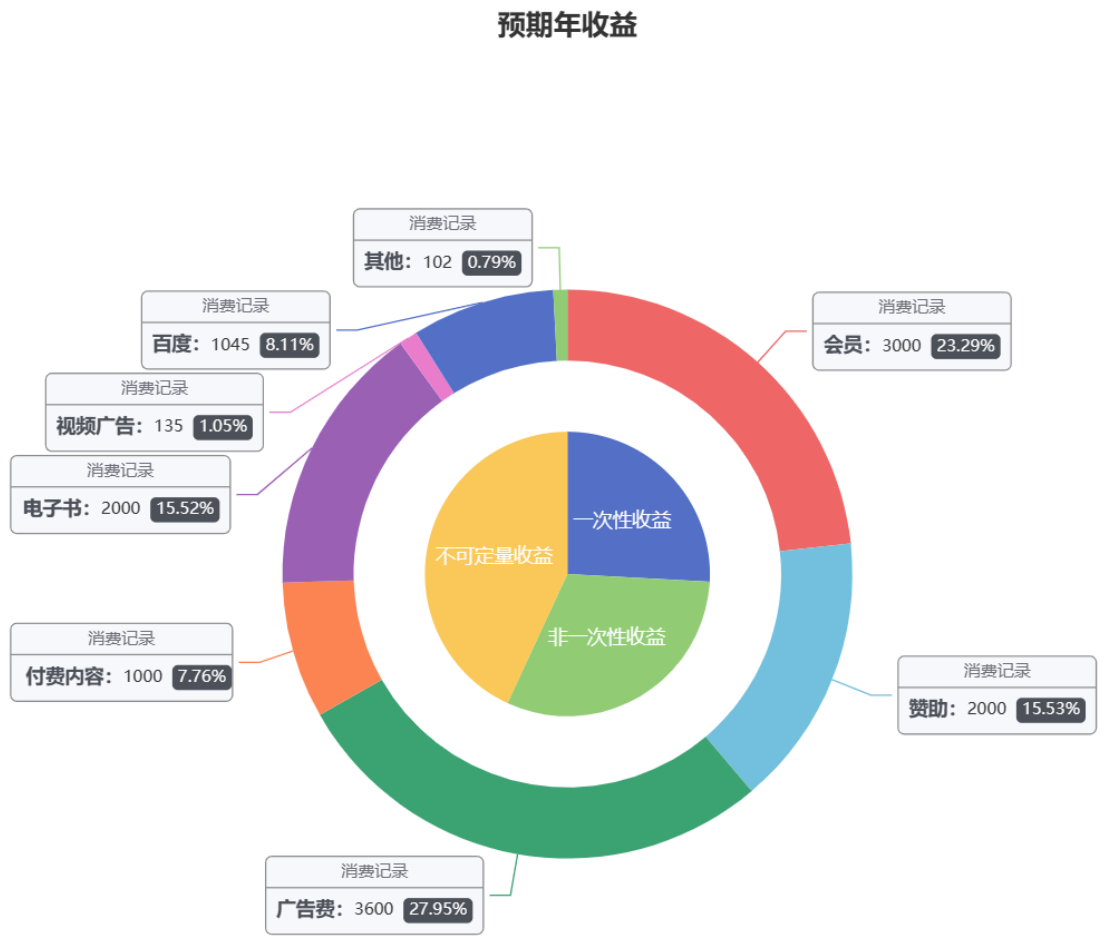 预期年收益
消费记录
其他：102 0.79%
消费记录
百度：1045 8.11%
消费记录
会员：3000 23.29%
消费记录
视频广告：135 1.05%
消费记录
电子书：2000 15.52%
一次性收益
不可定量收益
非一次性收益
消费记录
付费内容：1000 7.76%
消费记录
赞助：2000 15.53%
消费记录
广告费：3600 27.95%